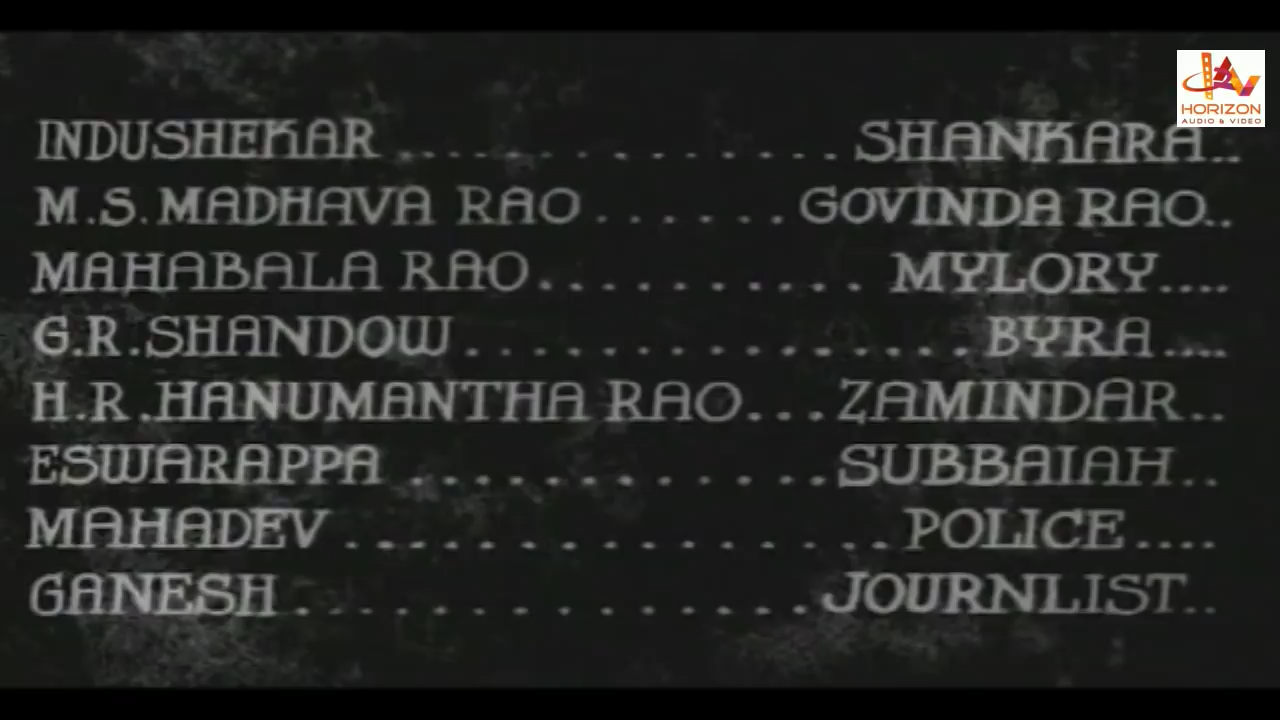 HORIZON
AUDIO & VIDEO
INDUSHEKAR .............. SHANKARA..
M.S.MADHAVA RAO ...... GOVINDA RAO..
MAHABALA RAO .......... MYLORY....
G.R.SHANDOW ............... BYRA....
H.R.HANUMANTHA RAO... ZAMINDAR..
ESWARAPPA ............. SUBBAIAH..
MAHADEV ............... POLICE....
GANESH ............... JOURNLIST..